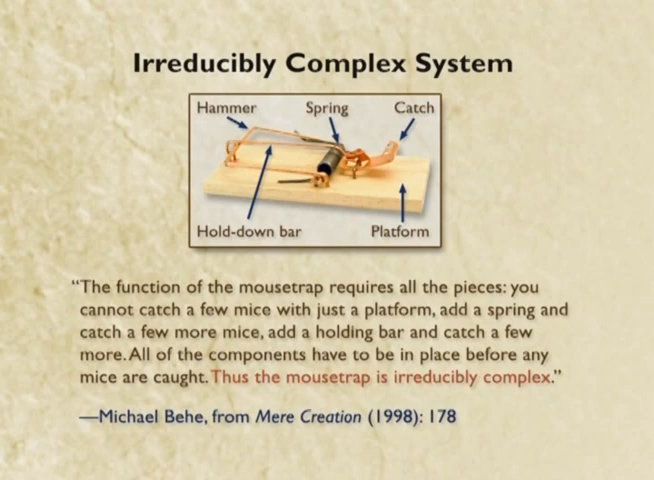 Irreducibly Complex System
Hammer Spring Catch
Hold-down bar Platform
“The function of the mousetrap requires all the pieces: you
cannot catch a few mice with just a platform, add a spring and
catch a few more mice, add a holding bar and catch a few
more. All of the components have to be in place before any
mice are caught. Thus the mousetrap is irreducibly complex.”
—Michael Behe, from Mere Creation (1998): 178